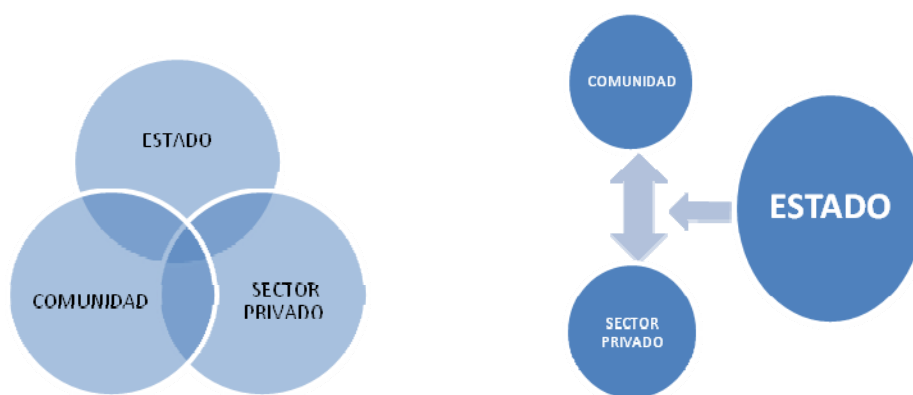 ESTADO
COMUNIDAD
SECTOR
PRIVADO
COMUNIDAD
ESTADO
SECTOR
PRIVADO